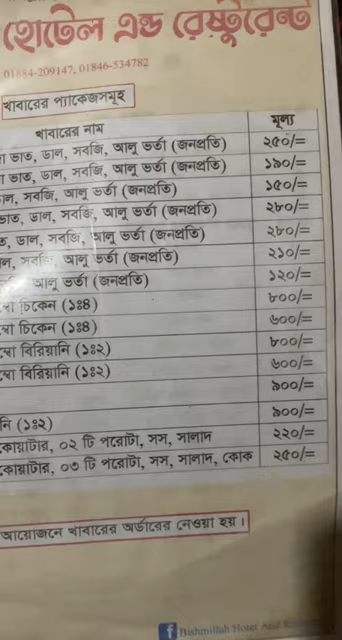 হোটেল এন্ড রেষ্টুরেন্ট
01884-209147, 01846-534782
খাবারের প্যাকেজসমূহ
খাবারের নাম মূল্য
ভাত, ডাল, সবজি, আলু ভর্তা (জনপ্রতি) ২৫০/=
ভাত, ডাল, সবজি, আলু ভর্তা (জনপ্রতি) ১৯০/=
সবজি, আলু ভর্তা (জনপ্রতি) ১৫০/=
ভাত, ডাল, সবজি, আলু ভর্তা (জনপ্রতি) ২৮০/=
ডাল, সবজি, আলু ভর্তা (জনপ্রতি) ২৮০/=
সবজি, আলু ভর্তা (জনপ্রতি) ২১০/=
আলু ভর্তা (জনপ্রতি) ১২০/=
চিকেন (১ঃ৪) ৮০০/=
চিকেন (১ঃ৪) ৬০০/=
বিরিয়ানি (১ঃ২) ৮০০/=
বিরিয়ানি (১ঃ২) ৬০০/=
৯০০/=
(১ঃ২) ৯০০/=
কোয়াটার, ০২ টি পরোটা, সস, সালাদ ২২০/=
কোয়াটার, ০৩ টি পরোটা, সস, সালাদ, কোক ২৫০/=
আয়োজনে খাবারের অর্ডারের নেওয়া হয়।
Bishmillah Hotel And